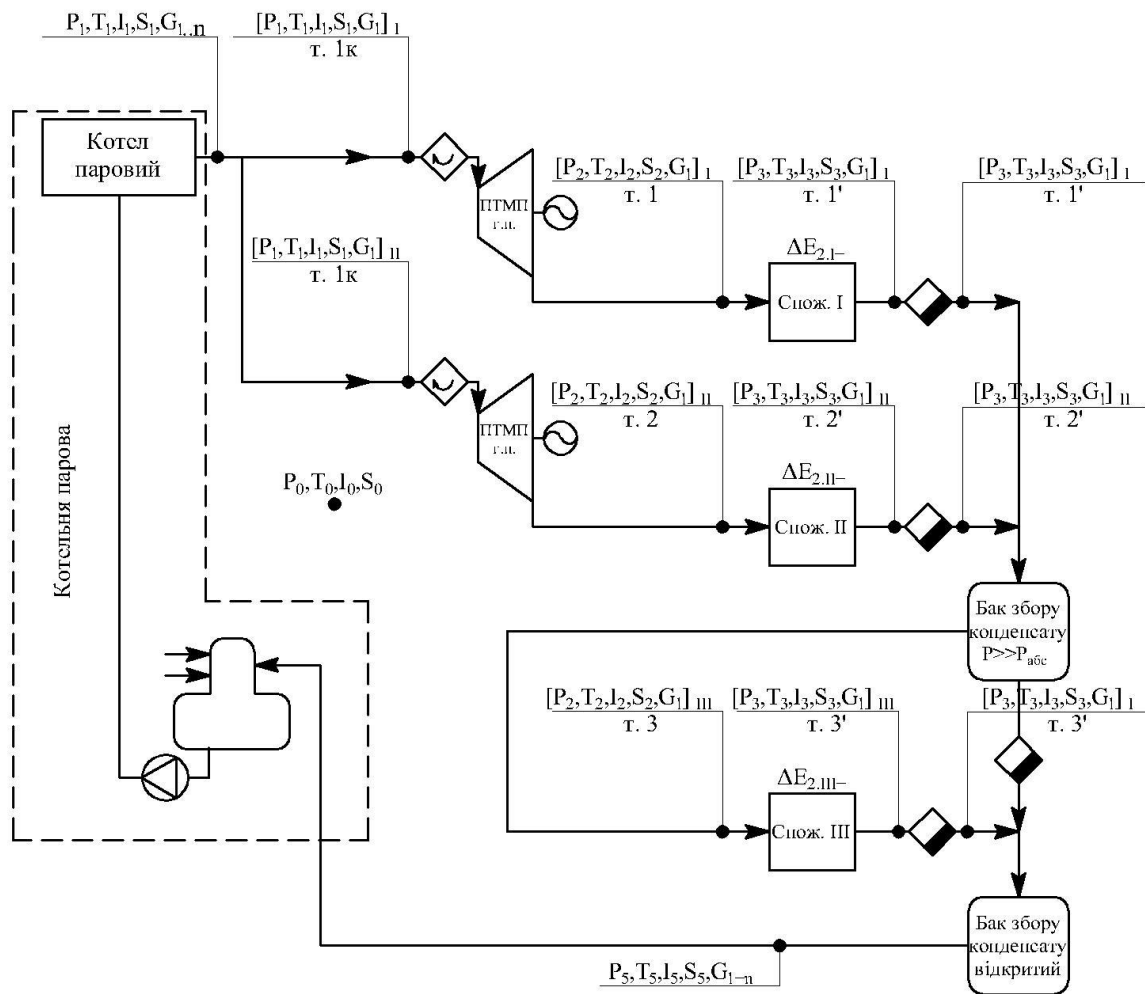 P₁,T₁,I₁,S₁,G₁..n
[P₁,T₁,I₁,S₁,G₁] I
т. 1к
Котел
паровий
ПТМП
г.п.
[P₂,T₂,I₂,S₂,G₁] I
т. 1
[P₃,T₃,I₃,S₃,G₁] I
т. 1'
[P₃,T₃,I₃,S₃,G₁] I
т. 1'
[P₁,T₁,I₁,S₁,G₁] II
т. 1к
ΔE₂.I–
Спож. I
ПТМП
г.п.
[P₂,T₂,I₂,S₂,G₁] II
т. 2
[P₃,T₃,I₃,S₃,G₁] II
т. 2'
[P₃,T₃,I₃,S₃,G₁] II
т. 2'
Котельня парова
P₀,T₀,I₀,S₀
ΔE₂.II–
Спож. II
Бак збору
конденсату
P>>Pабс
[P₂,T₂,I₂,S₂,G₁] III
т. 3
[P₃,T₃,I₃,S₃,G₁] III
т. 3'
[P₃,T₃,I₃,S₃,G₁] I
т. 3'
ΔE₂.III–
Спож. III
Бак збору
конденсату
відкритий
P₅,T₅,I₅,S₅,G₁–n